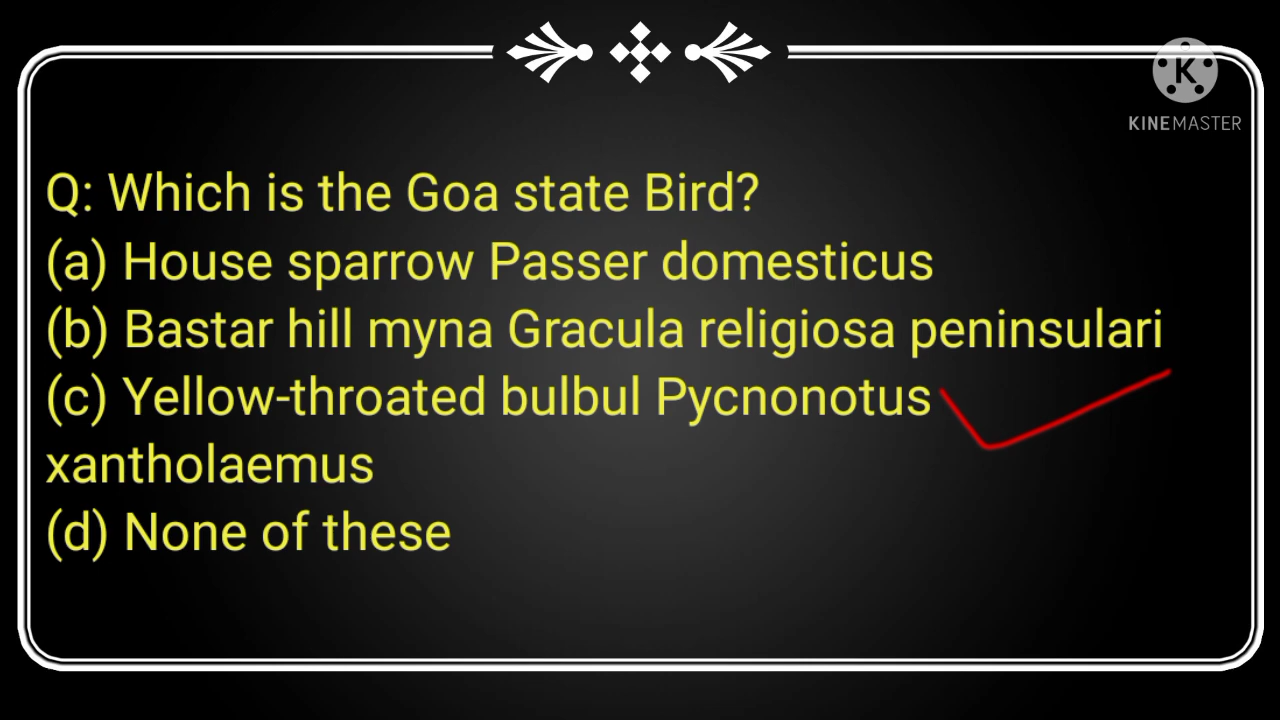 K
KINEMASTER
Q: Which is the Goa state Bird?
(a) House sparrow Passer domesticus
(b) Bastar hill myna Gracula religiosa peninsulari
(c) Yellow-throated bulbul Pycnonotus
xantholaemus
(d) None of these